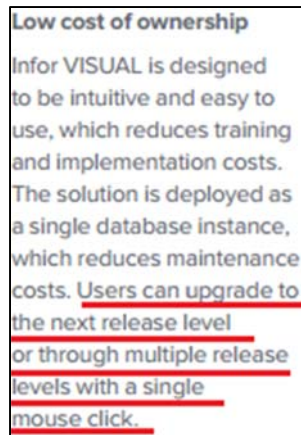 Low cost of ownership
Infor VISUAL is designed
to be intuitive and easy to
use, which reduces training
and implementation costs.
The solution is deployed as
a single database instance,
which reduces maintenance
costs. Users can upgrade to
the next release level
or through multiple release
levels with a single
mouse click.